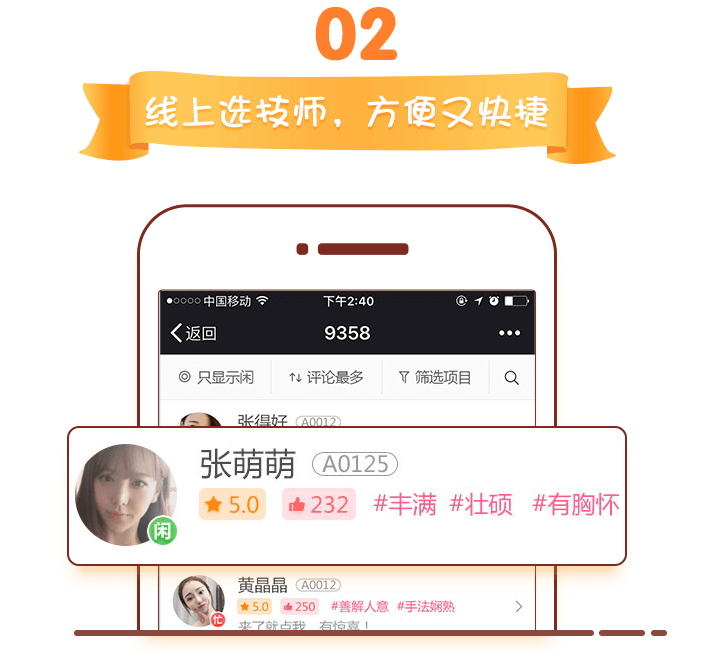 02
线上选技师，方便又快捷
中国移动 下午2:40
返回 9358
只显示闲 评论最多 筛选项目
张得好 A0012
张萌萌 A0125
5.0 232 #丰满 #壮硕 #有胸怀
闲
黄晶晶 A0012
5.0 250 #善解人意 #手法娴熟
忙
来了就点我，有惊喜！